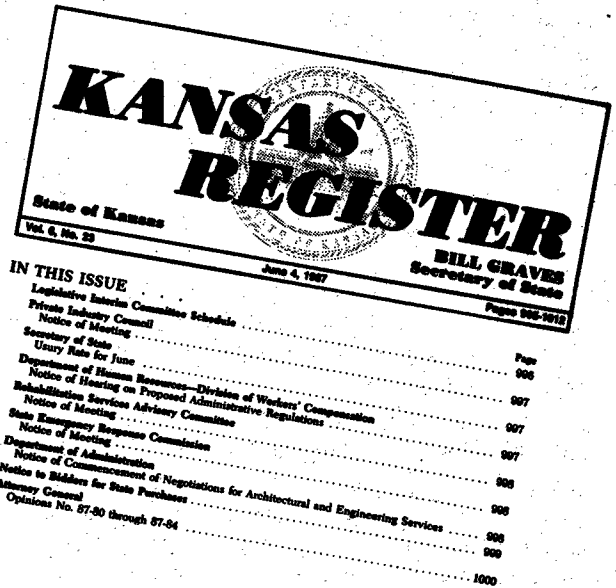 KANSAS
REGISTER
State of Kansas
BILL GRAVES
Secretary of State
Vol. 6, No. 23 June 4, 1987 Pages 995-1012
IN THIS ISSUE
Page
Legislative Interim Committee Schedule 996
Private Industry Council
Notice of Meeting 997
Secretary of State
Usury Rate for June 997
Department of Human Resources—Division of Workers' Compensation
Notice of Hearing on Proposed Administrative Regulations 997
Rehabilitation Services Advisory Committee
Notice of Meeting 998
State Emergency Response Commission
Notice of Meeting 998
Department of Administration
Notice of Commencement of Negotiations for Architectural and Engineering Services 998
Notice to Bidders for State Purchases 999
Attorney General
Opinions No. 87-80 through 87-84 1000